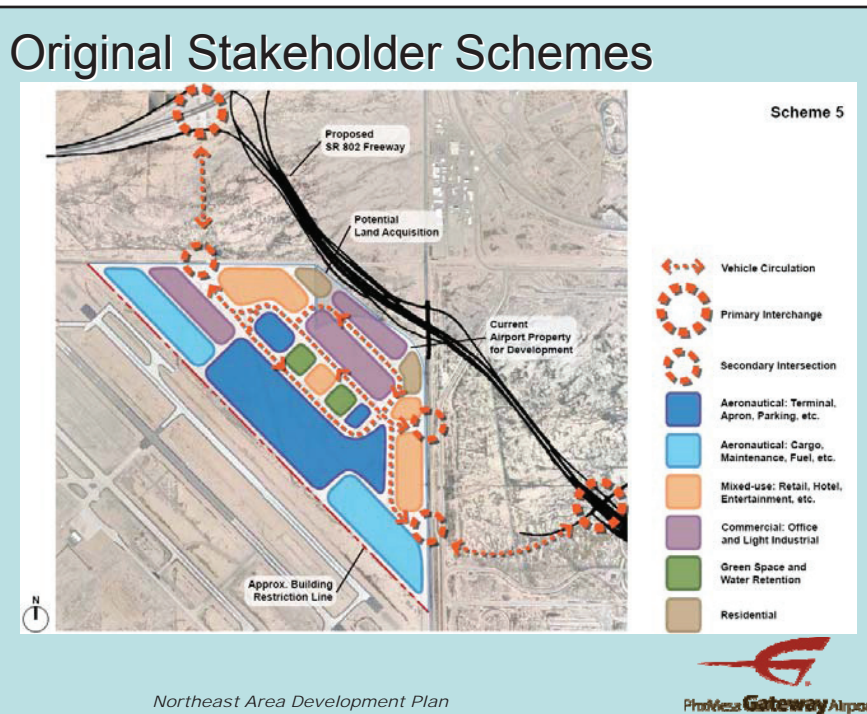 Original Stakeholder Schemes
Scheme 5
Proposed
SR 802 Freeway
Potential
Land Acquisition
Current
Airport Property
for Development
Approx. Building
Restriction Line
N
Vehicle Circulation
Primary Interchange
Secondary Intersection
Aeronautical: Terminal,
Apron, Parking, etc.
Aeronautical: Cargo,
Maintenance, Fuel, etc.
Mixed-use: Retail, Hotel,
Entertainment, etc.
Commercial: Office
and Light Industrial
Green Space and
Water Retention
Residential
Northeast Area Development Plan
Gateway